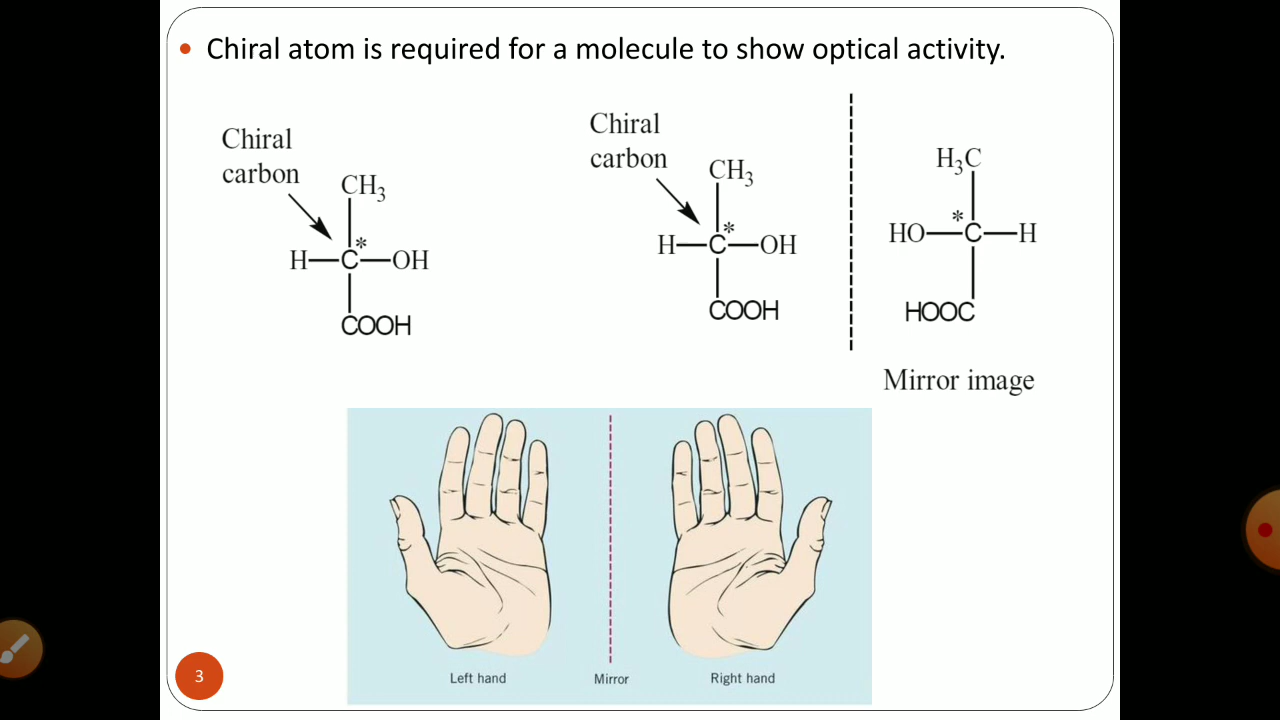 Chiral atom is required for a molecule to show optical activity.
Chiral
carbon
CH₃
H—C*—OH
COOH
Chiral
carbon
CH₃
H—C*—OH
COOH
H₃C
HO—*C—H
HOOC
Mirror image
Left hand
Mirror
Right hand
3